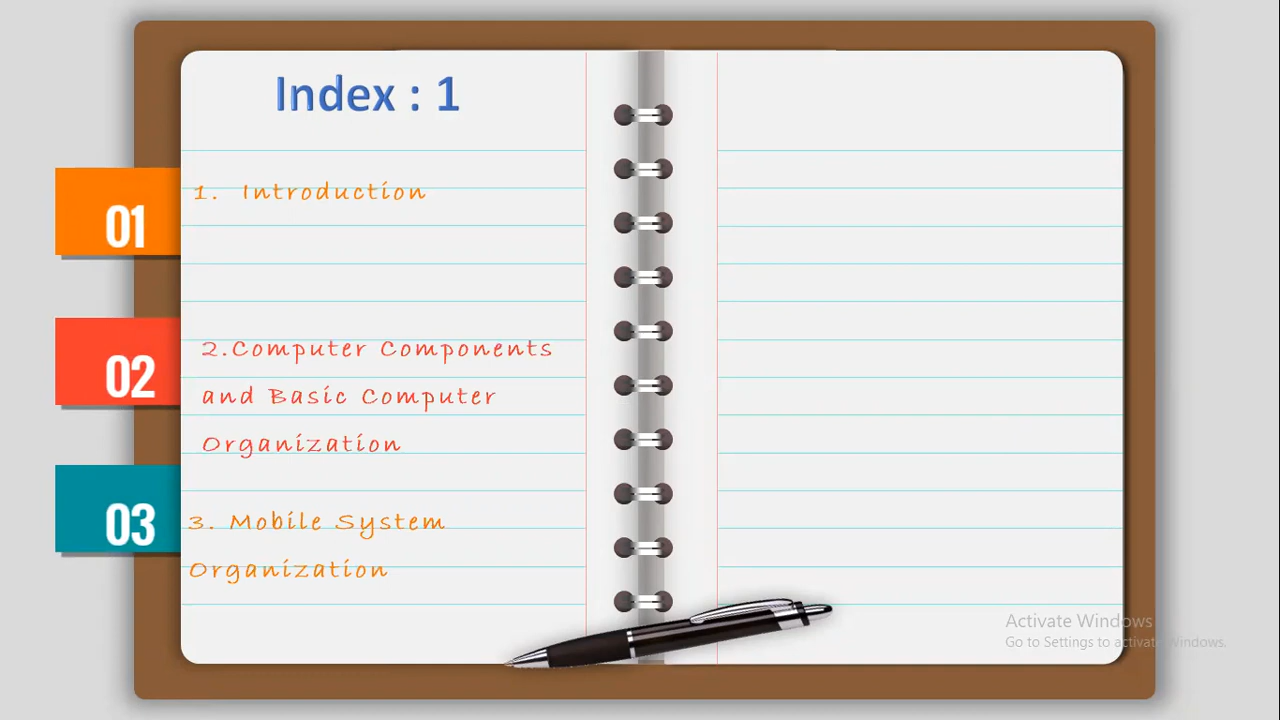 Index : 1
01
1. Introduction
02
2.Computer Components
and Basic Computer
Organization
03
3. Mobile System
Organization
Activate Windows
Go to Settings to activate Windows.